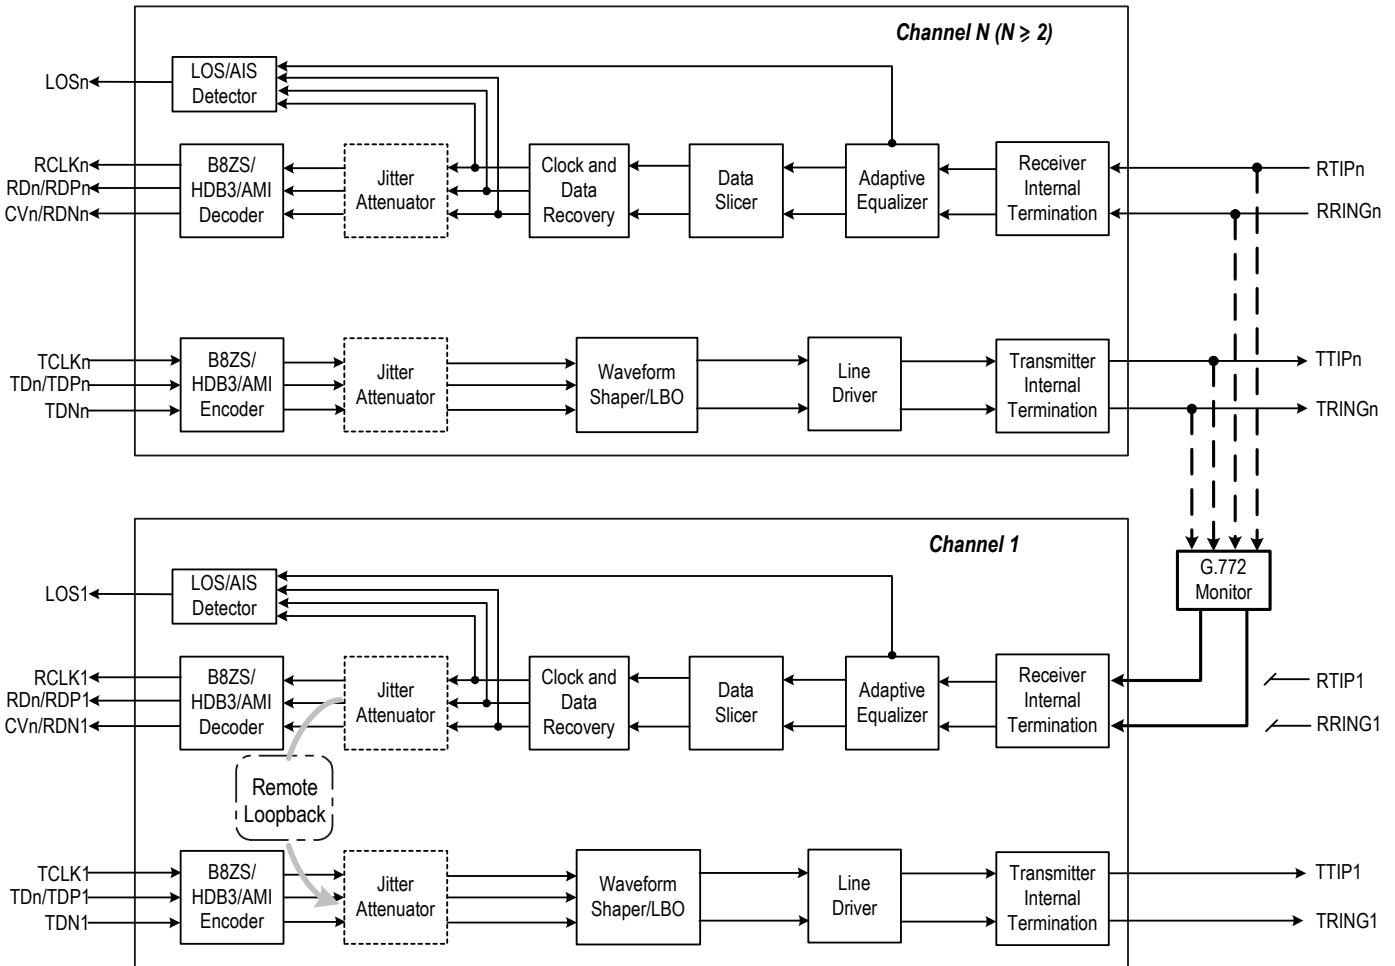 Channel N (N ≥ 2)
LOSn
LOS/AIS
Detector
RCLKn
RDn/RDPn
CVn/RDNn
B8ZS/
HDB3/AMI
Decoder
Jitter
Attenuator
Clock and
Data
Recovery
Data
Slicer
Adaptive
Equalizer
Receiver
Internal
Termination
RTIPn
RRINGn
TCLKn
TDn/TDPn
TDNn
B8ZS/
HDB3/AMI
Encoder
Jitter
Attenuator
Waveform
Shaper/LBO
Line
Driver
Transmitter
Internal
Termination
TTIPn
TRINGn
Channel 1
G.772
Monitor
LOS1
LOS/AIS
Detector
RCLK1
RDn/RDP1
CVn/RDN1
B8ZS/
HDB3/AMI
Decoder
Jitter
Attenuator
Clock and
Data
Recovery
Data
Slicer
Adaptive
Equalizer
Receiver
Internal
Termination
RTIP1
RRING1
Remote
Loopback
TCLK1
TDn/TDP1
TDN1
B8ZS/
HDB3/AMI
Encoder
Jitter
Attenuator
Waveform
Shaper/LBO
Line
Driver
Transmitter
Internal
Termination
TTIP1
TRING1